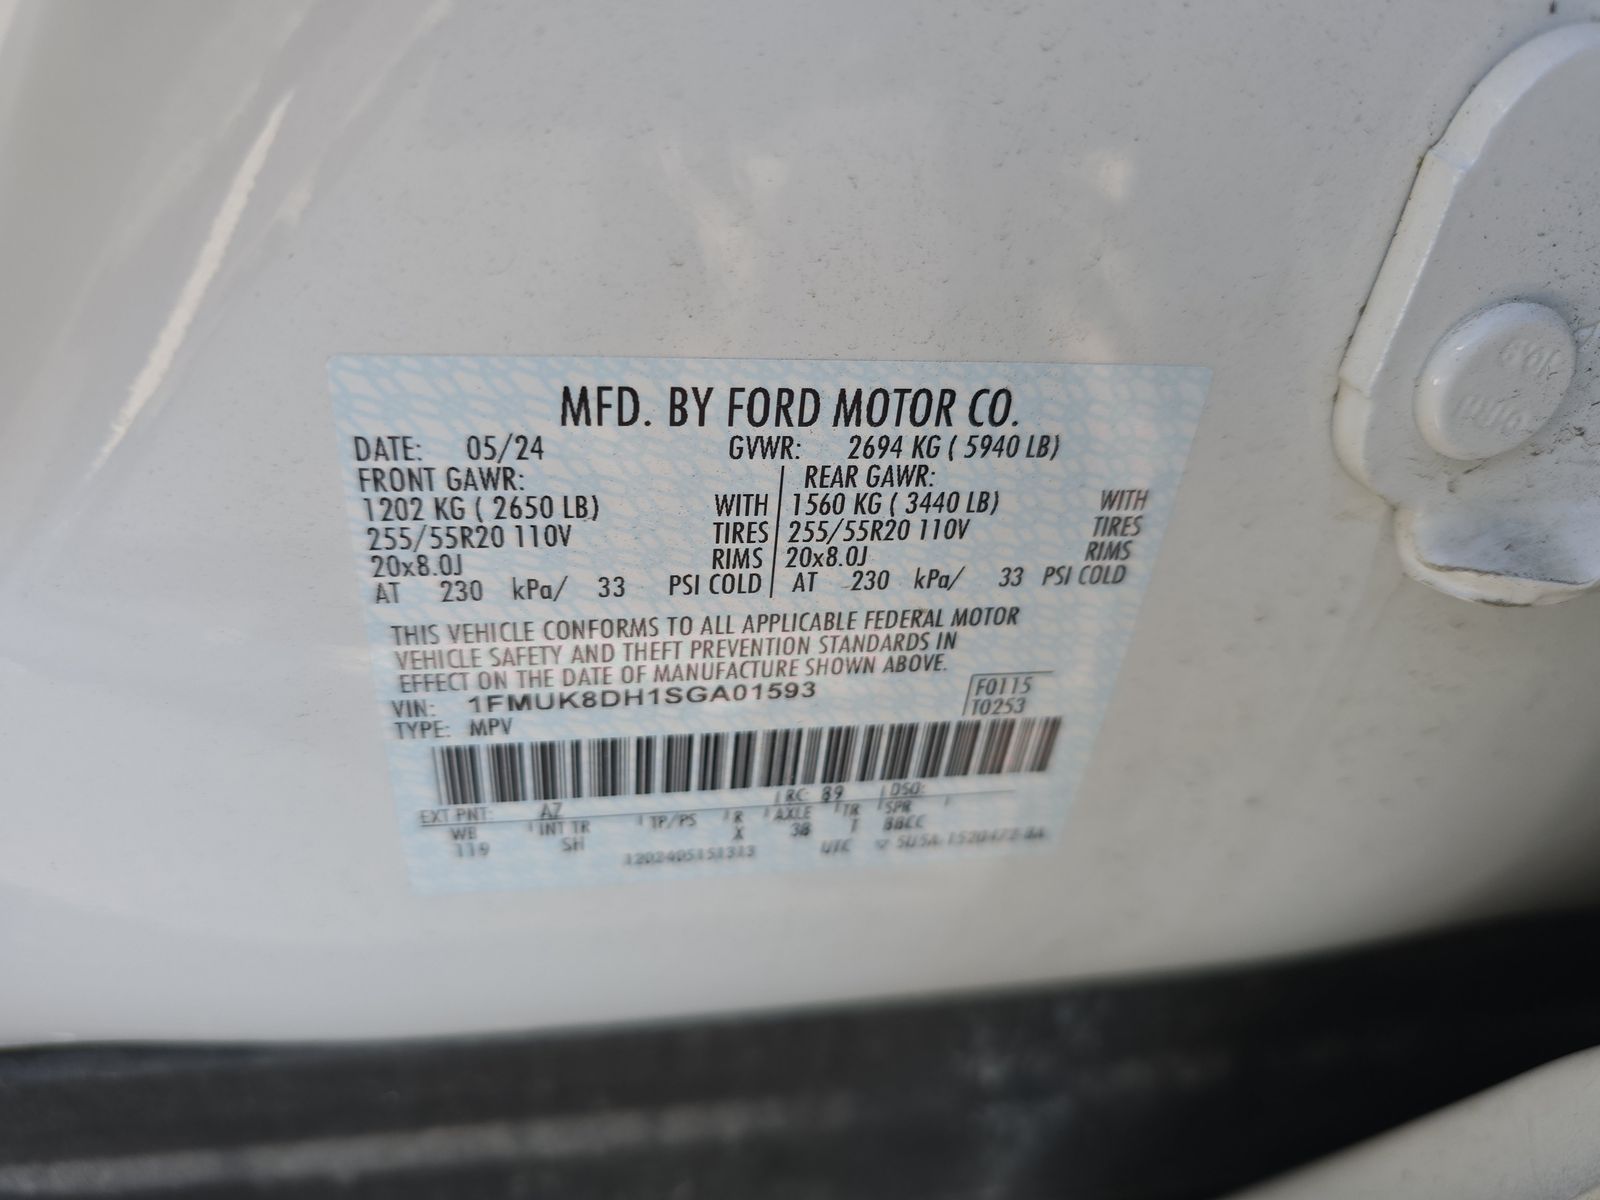 MFD. BY FORD MOTOR CO.
DATE: 05/24 GVWR: 2694 KG ( 5940 LB)
FRONT GAWR: REAR GAWR:
1202 KG ( 2650 LB) WITH 1560 KG ( 3440 LB) WITH
255/55R20 110V TIRES 255/55R20 110V TIRES
20x8.0J RIMS 20x8.0J RIMS
AT 230 kPa/ 33 PSI COLD AT 230 kPa/ 33 PSI COLD
THIS VEHICLE CONFORMS TO ALL APPLICABLE FEDERAL MOTOR
VEHICLE SAFETY AND THEFT PREVENTION STANDARDS IN
EFFECT ON THE DATE OF MANUFACTURE SHOWN ABOVE.
VIN: 1FMUK8DH1SGA01593 F0115
TYPE: MPV T0253
EXT PNT: AZ RC: 89 DSO:
WB INT TR TP/PS R AXLE TR SPR
119 SH X 38 T BBCC
1202405151313 UTC